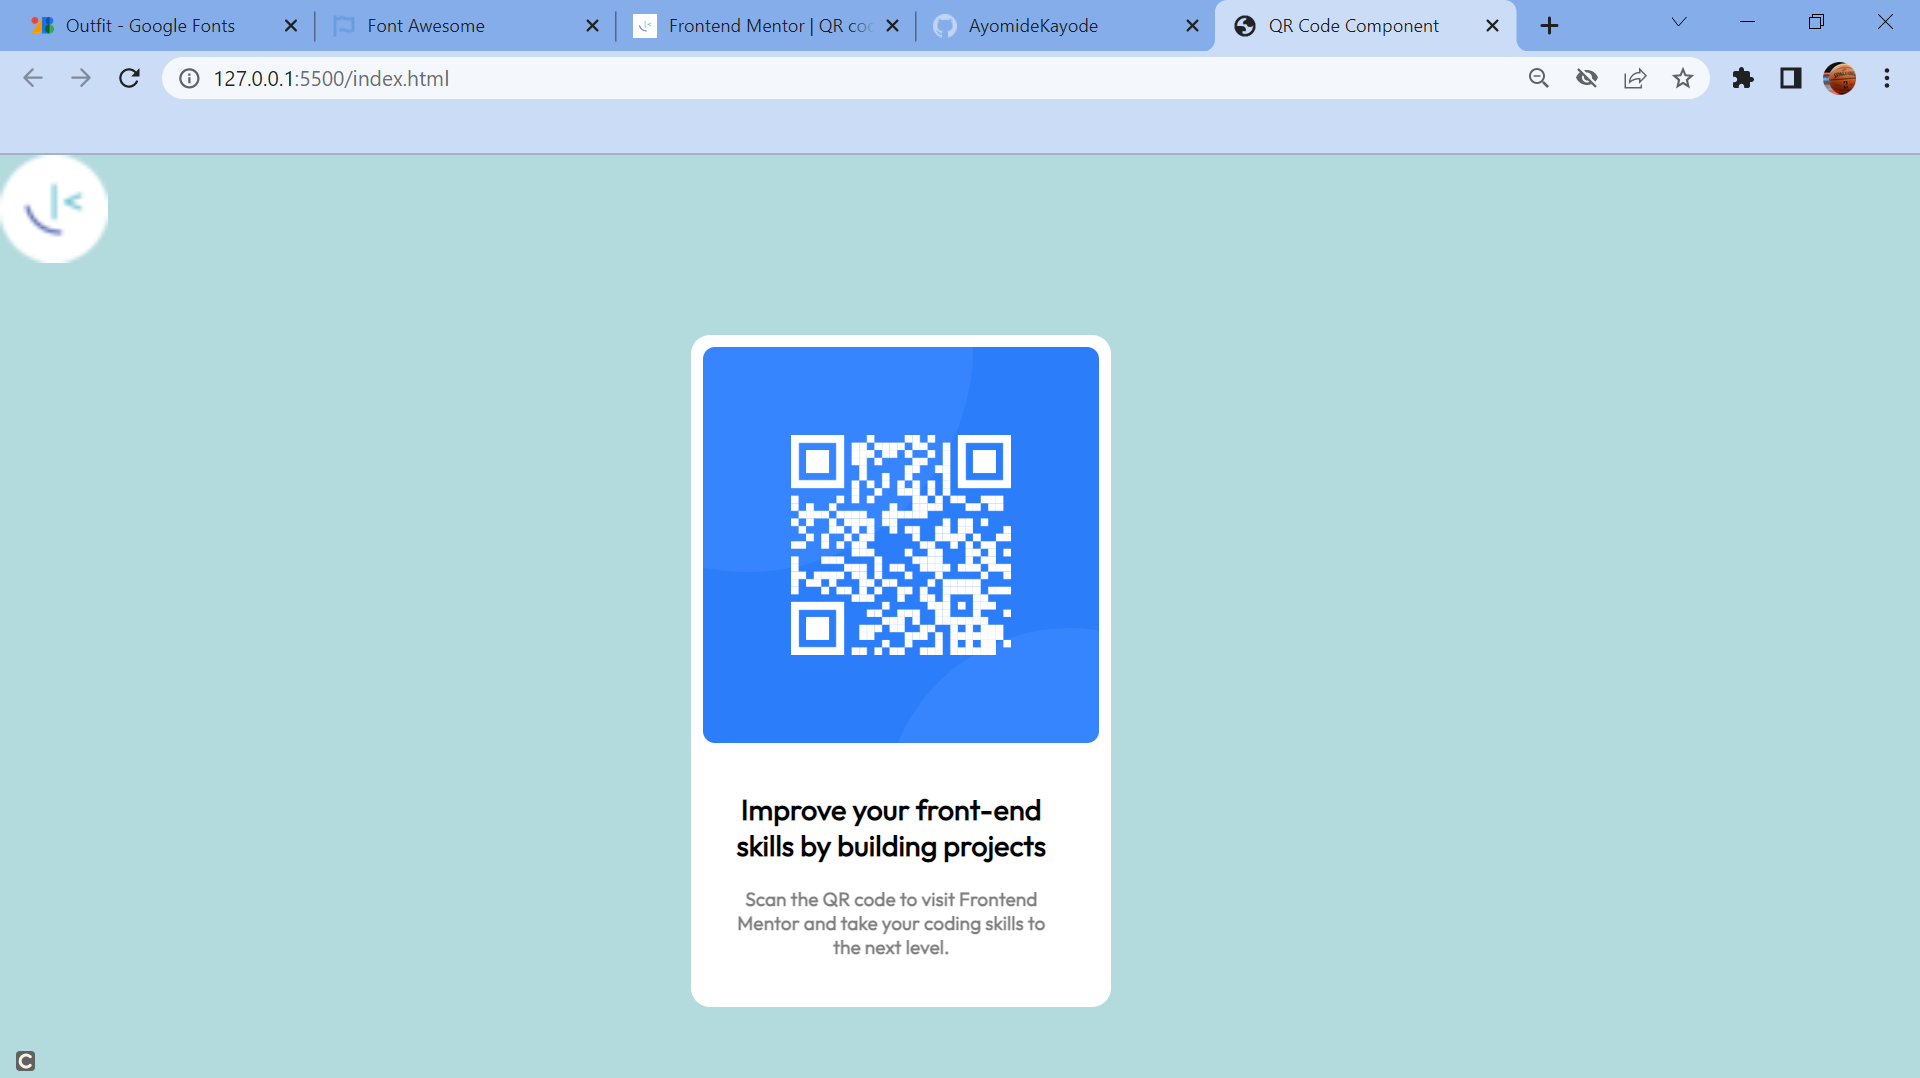 Outfit - Google Fonts
Font Awesome
Frontend Mentor | QR co
AyomideKayode
QR Code Component
127.0.0.1:5500/index.html
Improve your front-end
skills by building projects
Scan the QR code to visit Frontend
Mentor and take your coding skills to
the next level.
C